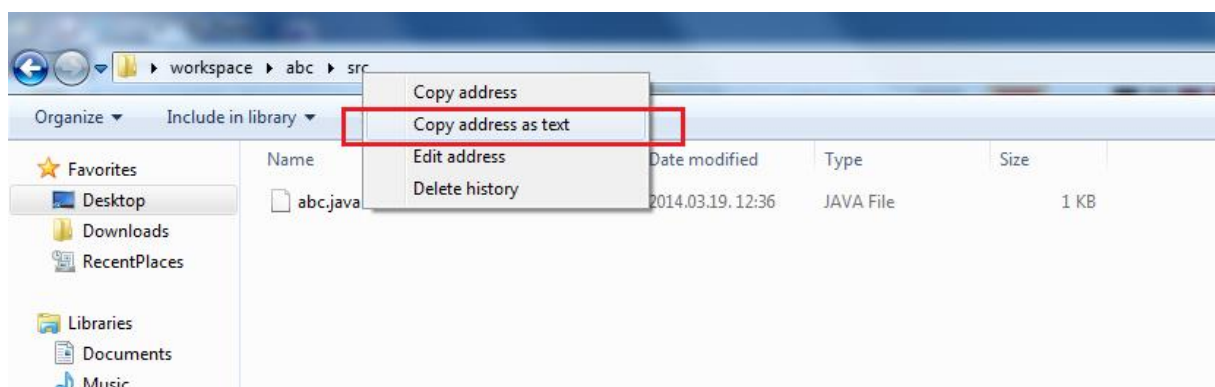 workspace abc src
Copy address
Organize Include in library
Copy address as text
Name
Edit address
Date modified
Type
Size
Favorites
Delete history
Desktop
abc.java
2014.03.19. 12:36
JAVA File
1 KB
Downloads
RecentPlaces
Libraries
Documents
Music